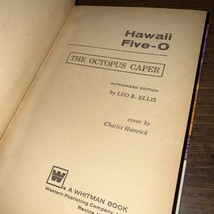 Hawaii
Five-O
THE OCTOPUS CAPER
AUTHORIZED EDITION
by LEO R. ELLIS
cover by
Charles Hamrick
W
A WHITMAN BOOK
Western Publishing Company,
Racine,